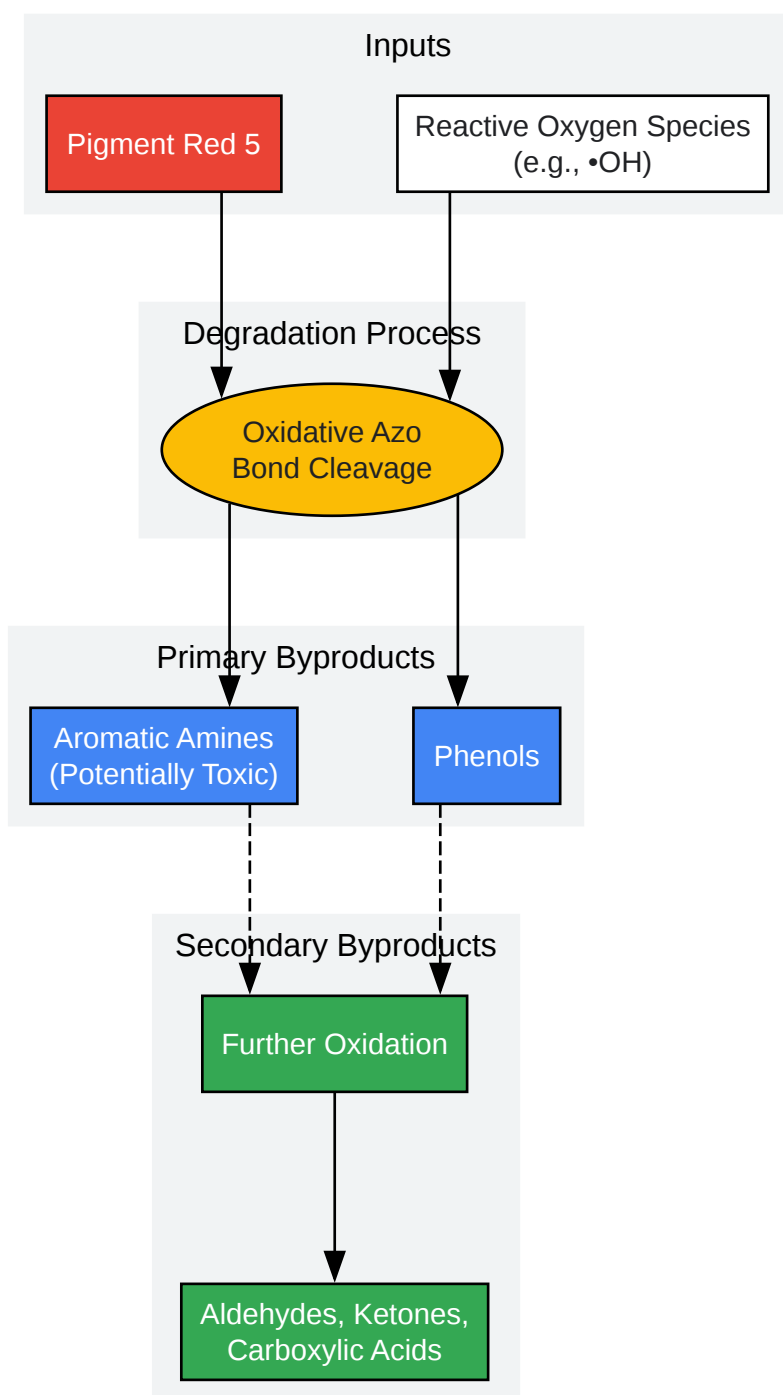 Inputs
Pigment Red 5
Reactive Oxygen Species
(e.g., •OH)
Degradation Process
Oxidative Azo
Bond Cleavage
Primary Byproducts
Aromatic Amines
(Potentially Toxic)
Phenols
Secondary Byproducts
Further Oxidation
Aldehydes, Ketones,
Carboxylic Acids